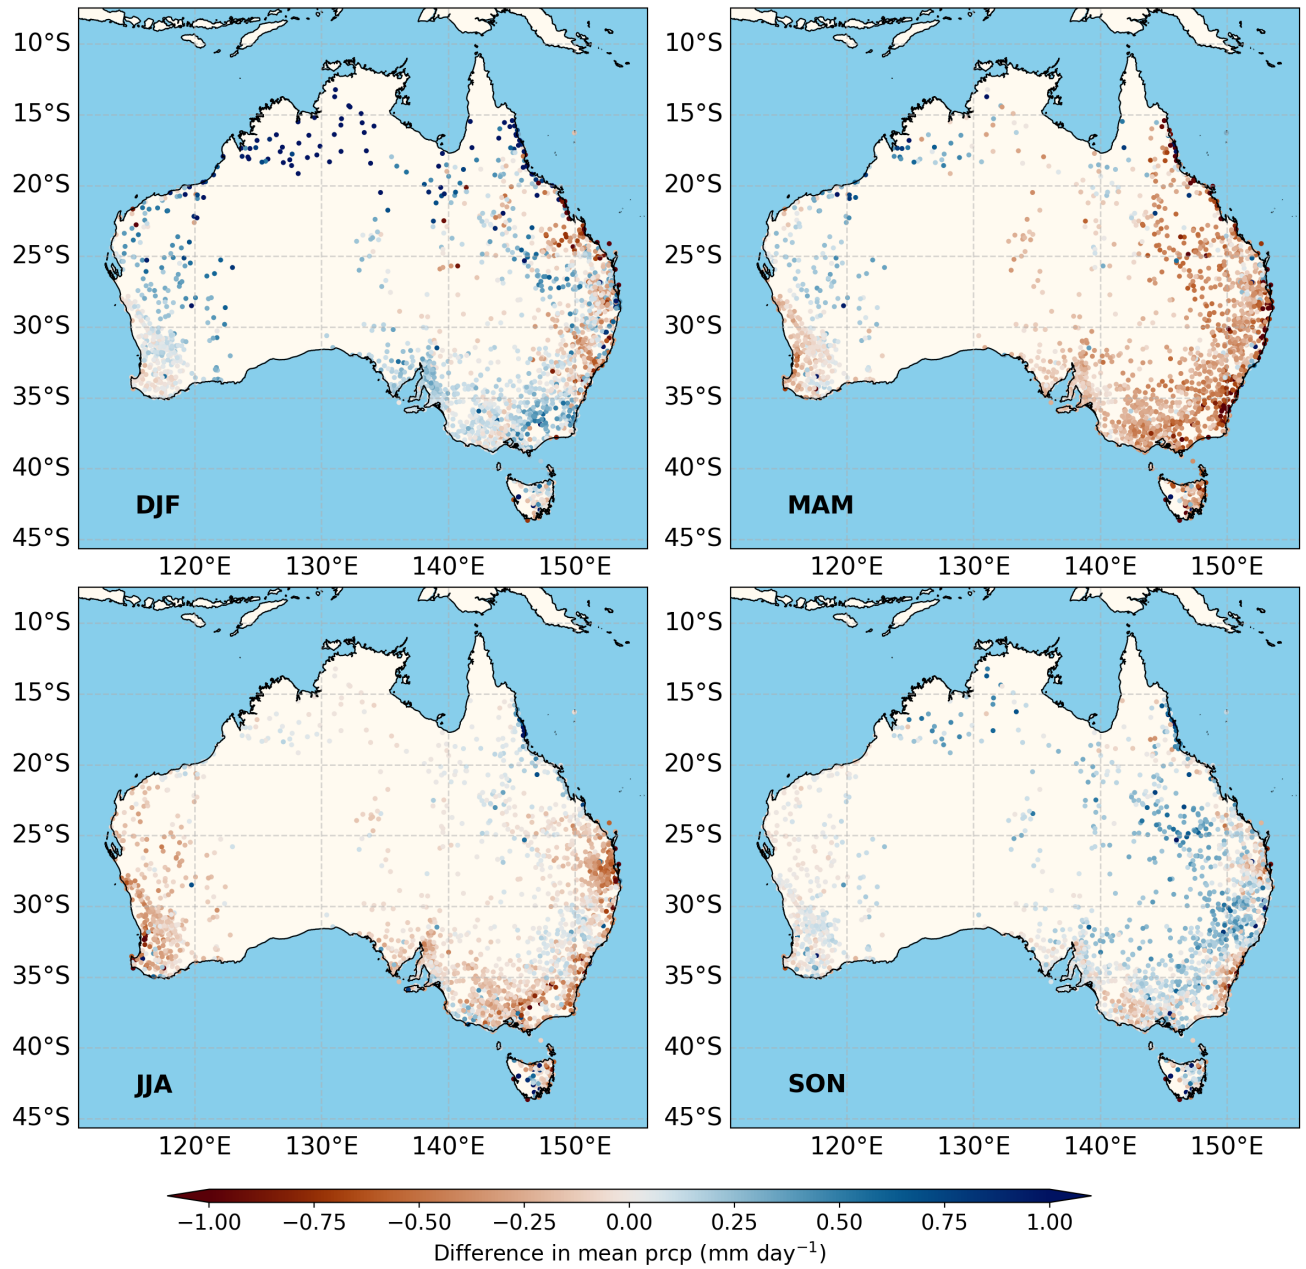 10°S
15°S
20°S
25°S
30°S
35°S
40°S
45°S
DJF
120°E 130°E 140°E 150°E
10°S
15°S
20°S
25°S
30°S
35°S
40°S
45°S
MAM
120°E 130°E 140°E 150°E
10°S
15°S
20°S
25°S
30°S
35°S
40°S
45°S
JJA
120°E 130°E 140°E 150°E
10°S
15°S
20°S
25°S
30°S
35°S
40°S
45°S
SON
120°E 130°E 140°E 150°E
−1.00 −0.75 −0.50 −0.25 0.00 0.25 0.50 0.75 1.00
Difference in mean prcp (mm day⁻¹)